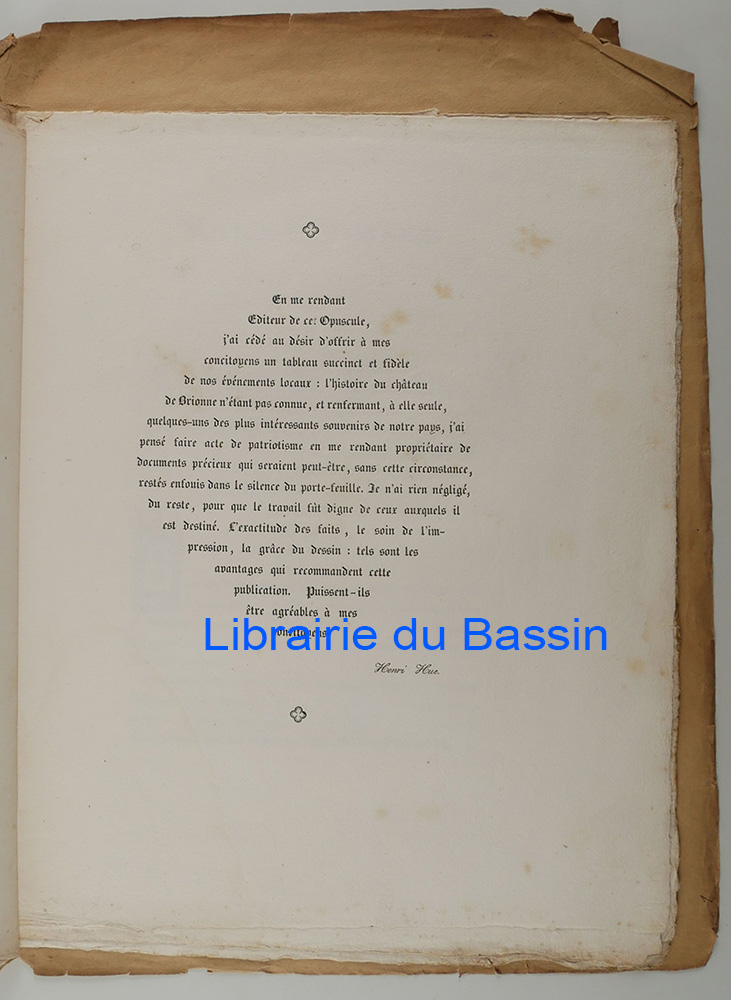 En me rendant
Editeur de cet Opuscule,
j'ai cédé au désir d'offrir à mes
concitoyens un tableau succinct et fidèle
de nos événements locaux : l'histoire du château
de Brionne n'étant pas connue, et renfermant, à elle seule,
quelques-uns des plus intéressants souvenirs de notre pays, j'ai
pensé faire acte de patriotisme en me rendant propriétaire de
documents précieux qui seraient peut-être, sans cette circonstance,
restés enfouis dans le silence du porte-feuille. Je n'ai rien négligé,
du reste, pour que le travail fût digne de ceux auxquels il
est destiné. L'exactitude des faits, le soin de l'im-
pression, la grâce du dessin : tels sont les
avantages qui recommandent cette
publication. Puissent-ils
être agréables à mes
concitoyens
Librairie du Bassin
Henri Hue.